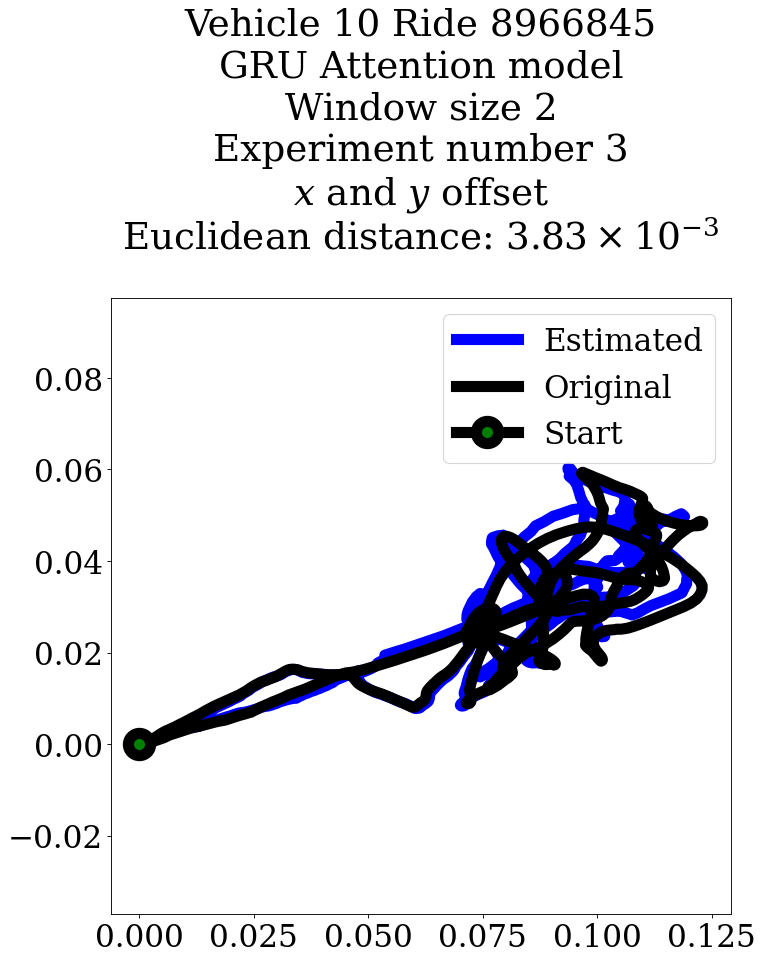 Vehicle 10 Ride 8966845
GRU Attention model
Window size 2
Experiment number 3
x and y offset
Euclidean distance: 3.83 × 10⁻³
Estimated
Original
Start
0.08
0.06
0.04
0.02
0.00
−0.02
0.000 0.025 0.050 0.075 0.100 0.125